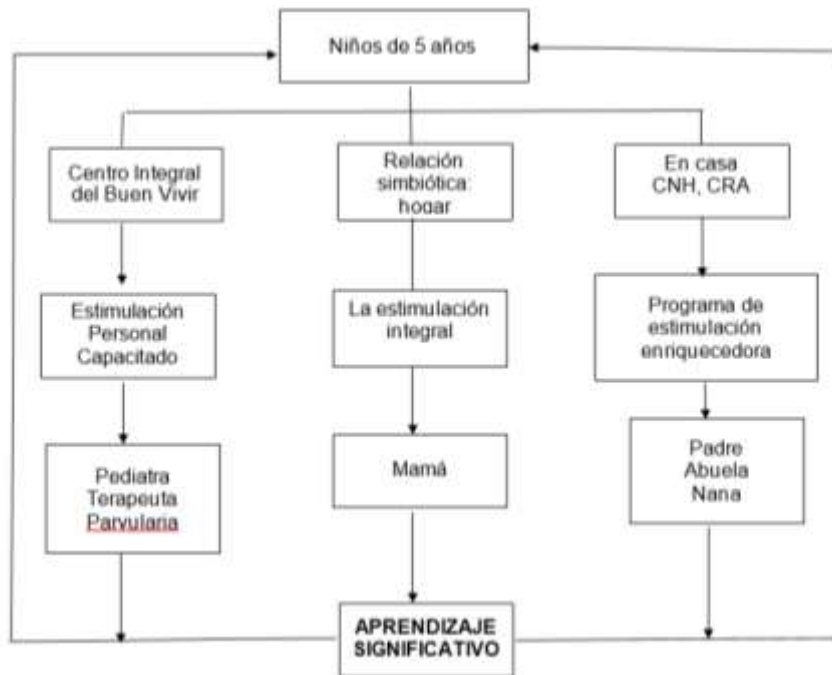 Niños de 5 años
Centro Integral
del Buen Vivir
Relación
simbiótica:
hogar
En casa
CNH, CRA
Estimulación
Personal
Capacitado
La estimulación
integral
Programa de
estimulación
enriquecedora
Pediatra
Terapeuta
Parvularia
Mamá
Padre
Abuela
Nana
APRENDIZAJE
SIGNIFICATIVO